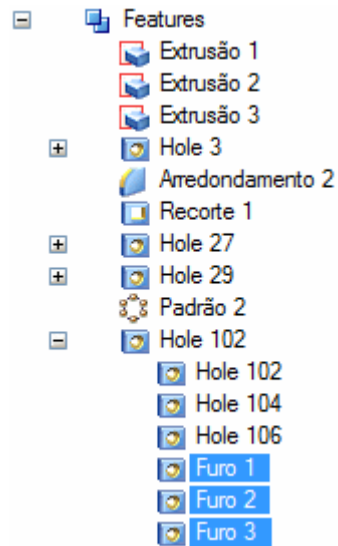 Features
Extrusão 1
Extrusão 2
Extrusão 3
Hole 3
Arredondamento 2
Recorte 1
Hole 27
Hole 29
Padrão 2
Hole 102
Hole 102
Hole 104
Hole 106
Furo 1
Furo 2
Furo 3